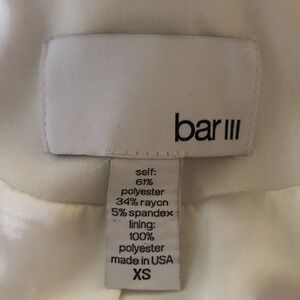 bar III
self:
61%
polyester
34% rayon
5% spandex
lining:
100%
polyester
made in USA
XS